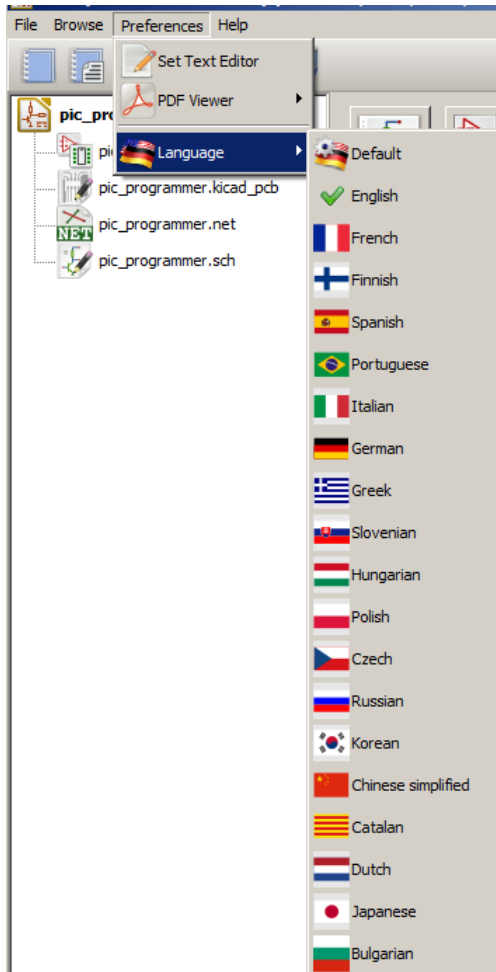 File Browse Preferences Help
Set Text Editor
PDF Viewer
Language
Default
English
French
Finnish
Spanish
Portuguese
Italian
German
Greek
Slovenian
Hungarian
Polish
Czech
Russian
Korean
Chinese simplified
Catalan
Dutch
Japanese
Bulgarian
pic_programmer.kicad_pcb
NET
pic_programmer.net
pic_programmer.sch